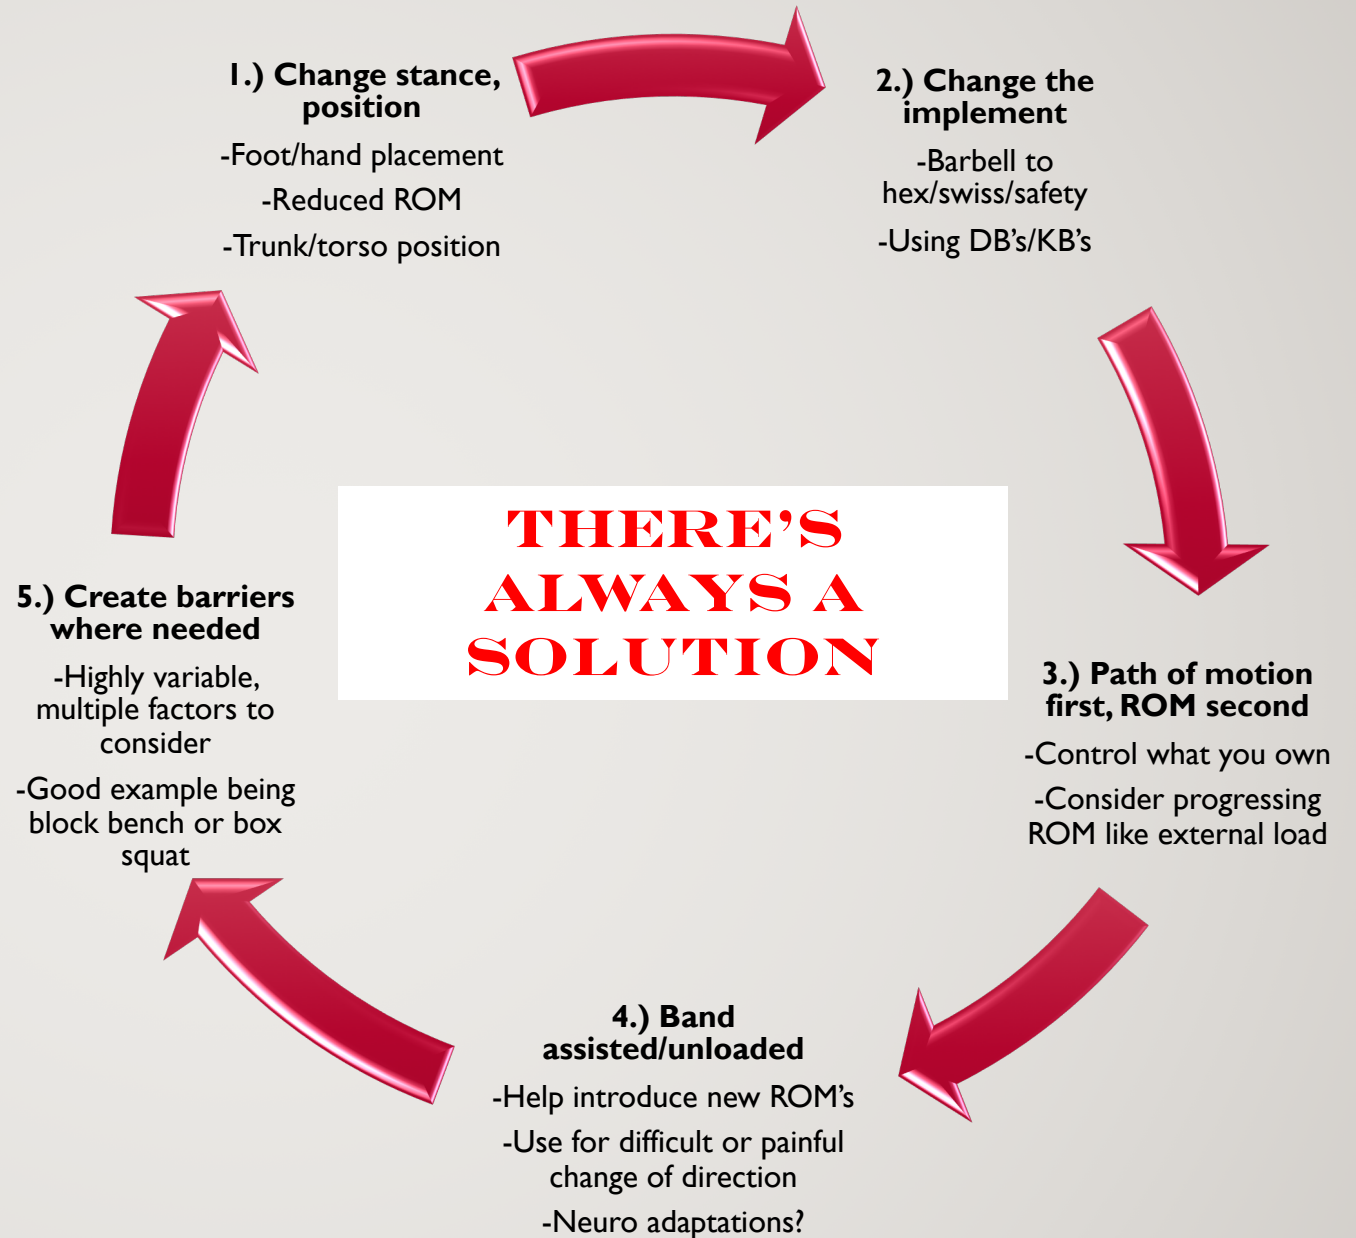 1.) Change stance,
position
-Foot/hand placement
-Reduced ROM
-Trunk/torso position
2.) Change the
implement
-Barbell to
hex/swiss/safety
-Using DB’s/KB’s
3.) Path of motion
first, ROM second
-Control what you own
-Consider progressing
ROM like external load
4.) Band
assisted/unloaded
-Help introduce new ROM’s
-Use for difficult or painful
change of direction
-Neuro adaptations?
5.) Create barriers
where needed
-Highly variable,
multiple factors to
consider
-Good example being
block bench or box
squat
THERE’S
ALWAYS A
SOLUTION